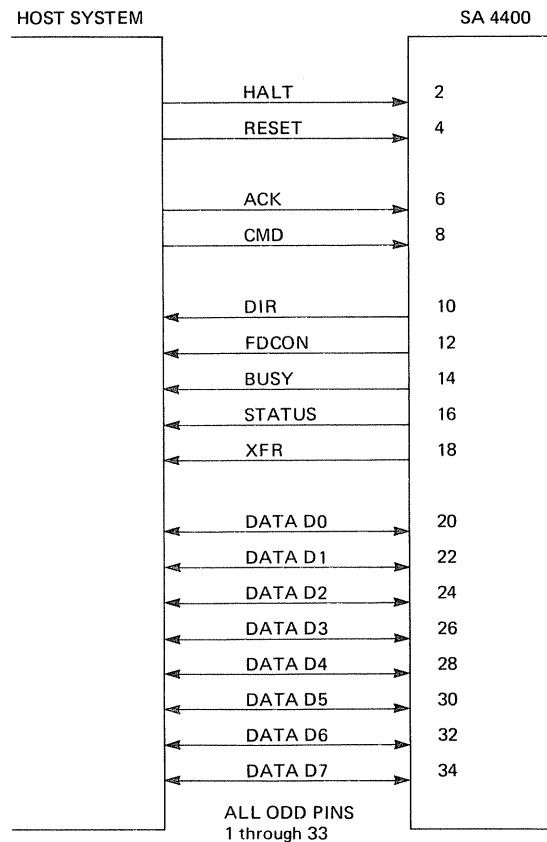 HOST SYSTEM SA 4400
HALT 2
RESET 4
ACK 6
CMD 8
DIR 10
FDCON 12
BUSY 14
STATUS 16
XFR 18
DATA D0 20
DATA D1 22
DATA D2 24
DATA D3 26
DATA D4 28
DATA D5 30
DATA D6 32
DATA D7 34
ALL ODD PINS
1 through 33